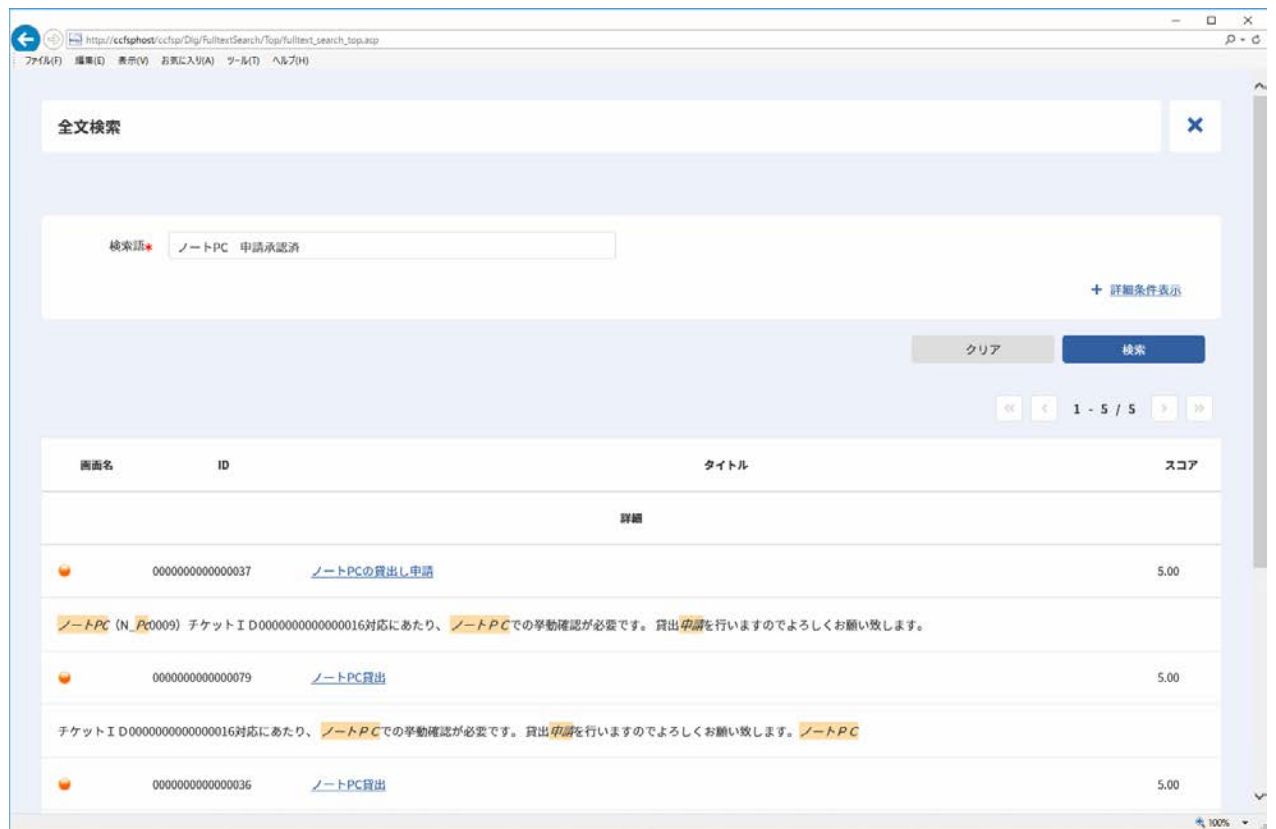 http://ccfsphost/ccfsp/Dlg/FulltextSearch/Top/fulltext_search_top.asp
ファイル(F) 編集(E) 表示(V) お気に入り(A) ツール(T) ヘルプ(H)
全文検索
検索語* ノートPC 申請承認済
+ 詳細条件表示
クリア 検索
« < 1 - 5 / 5 > »
画面名 ID タイトル スコア
詳細
0000000000000037 ノートPCの貸出し申請 5.00
ノートPC（N_Pc0009）チケットＩＤ0000000000000016対応にあたり、ノートＰＣでの挙動確認が必要です。 貸出申請を行いますのでよろしくお願い致します。
0000000000000079 ノートPC貸出 5.00
チケットＩＤ0000000000000016対応にあたり、ノートＰＣでの挙動確認が必要です。 貸出申請を行いますのでよろしくお願い致します。ノートＰＣ
0000000000000036 ノートPC貸出 5.00
100%